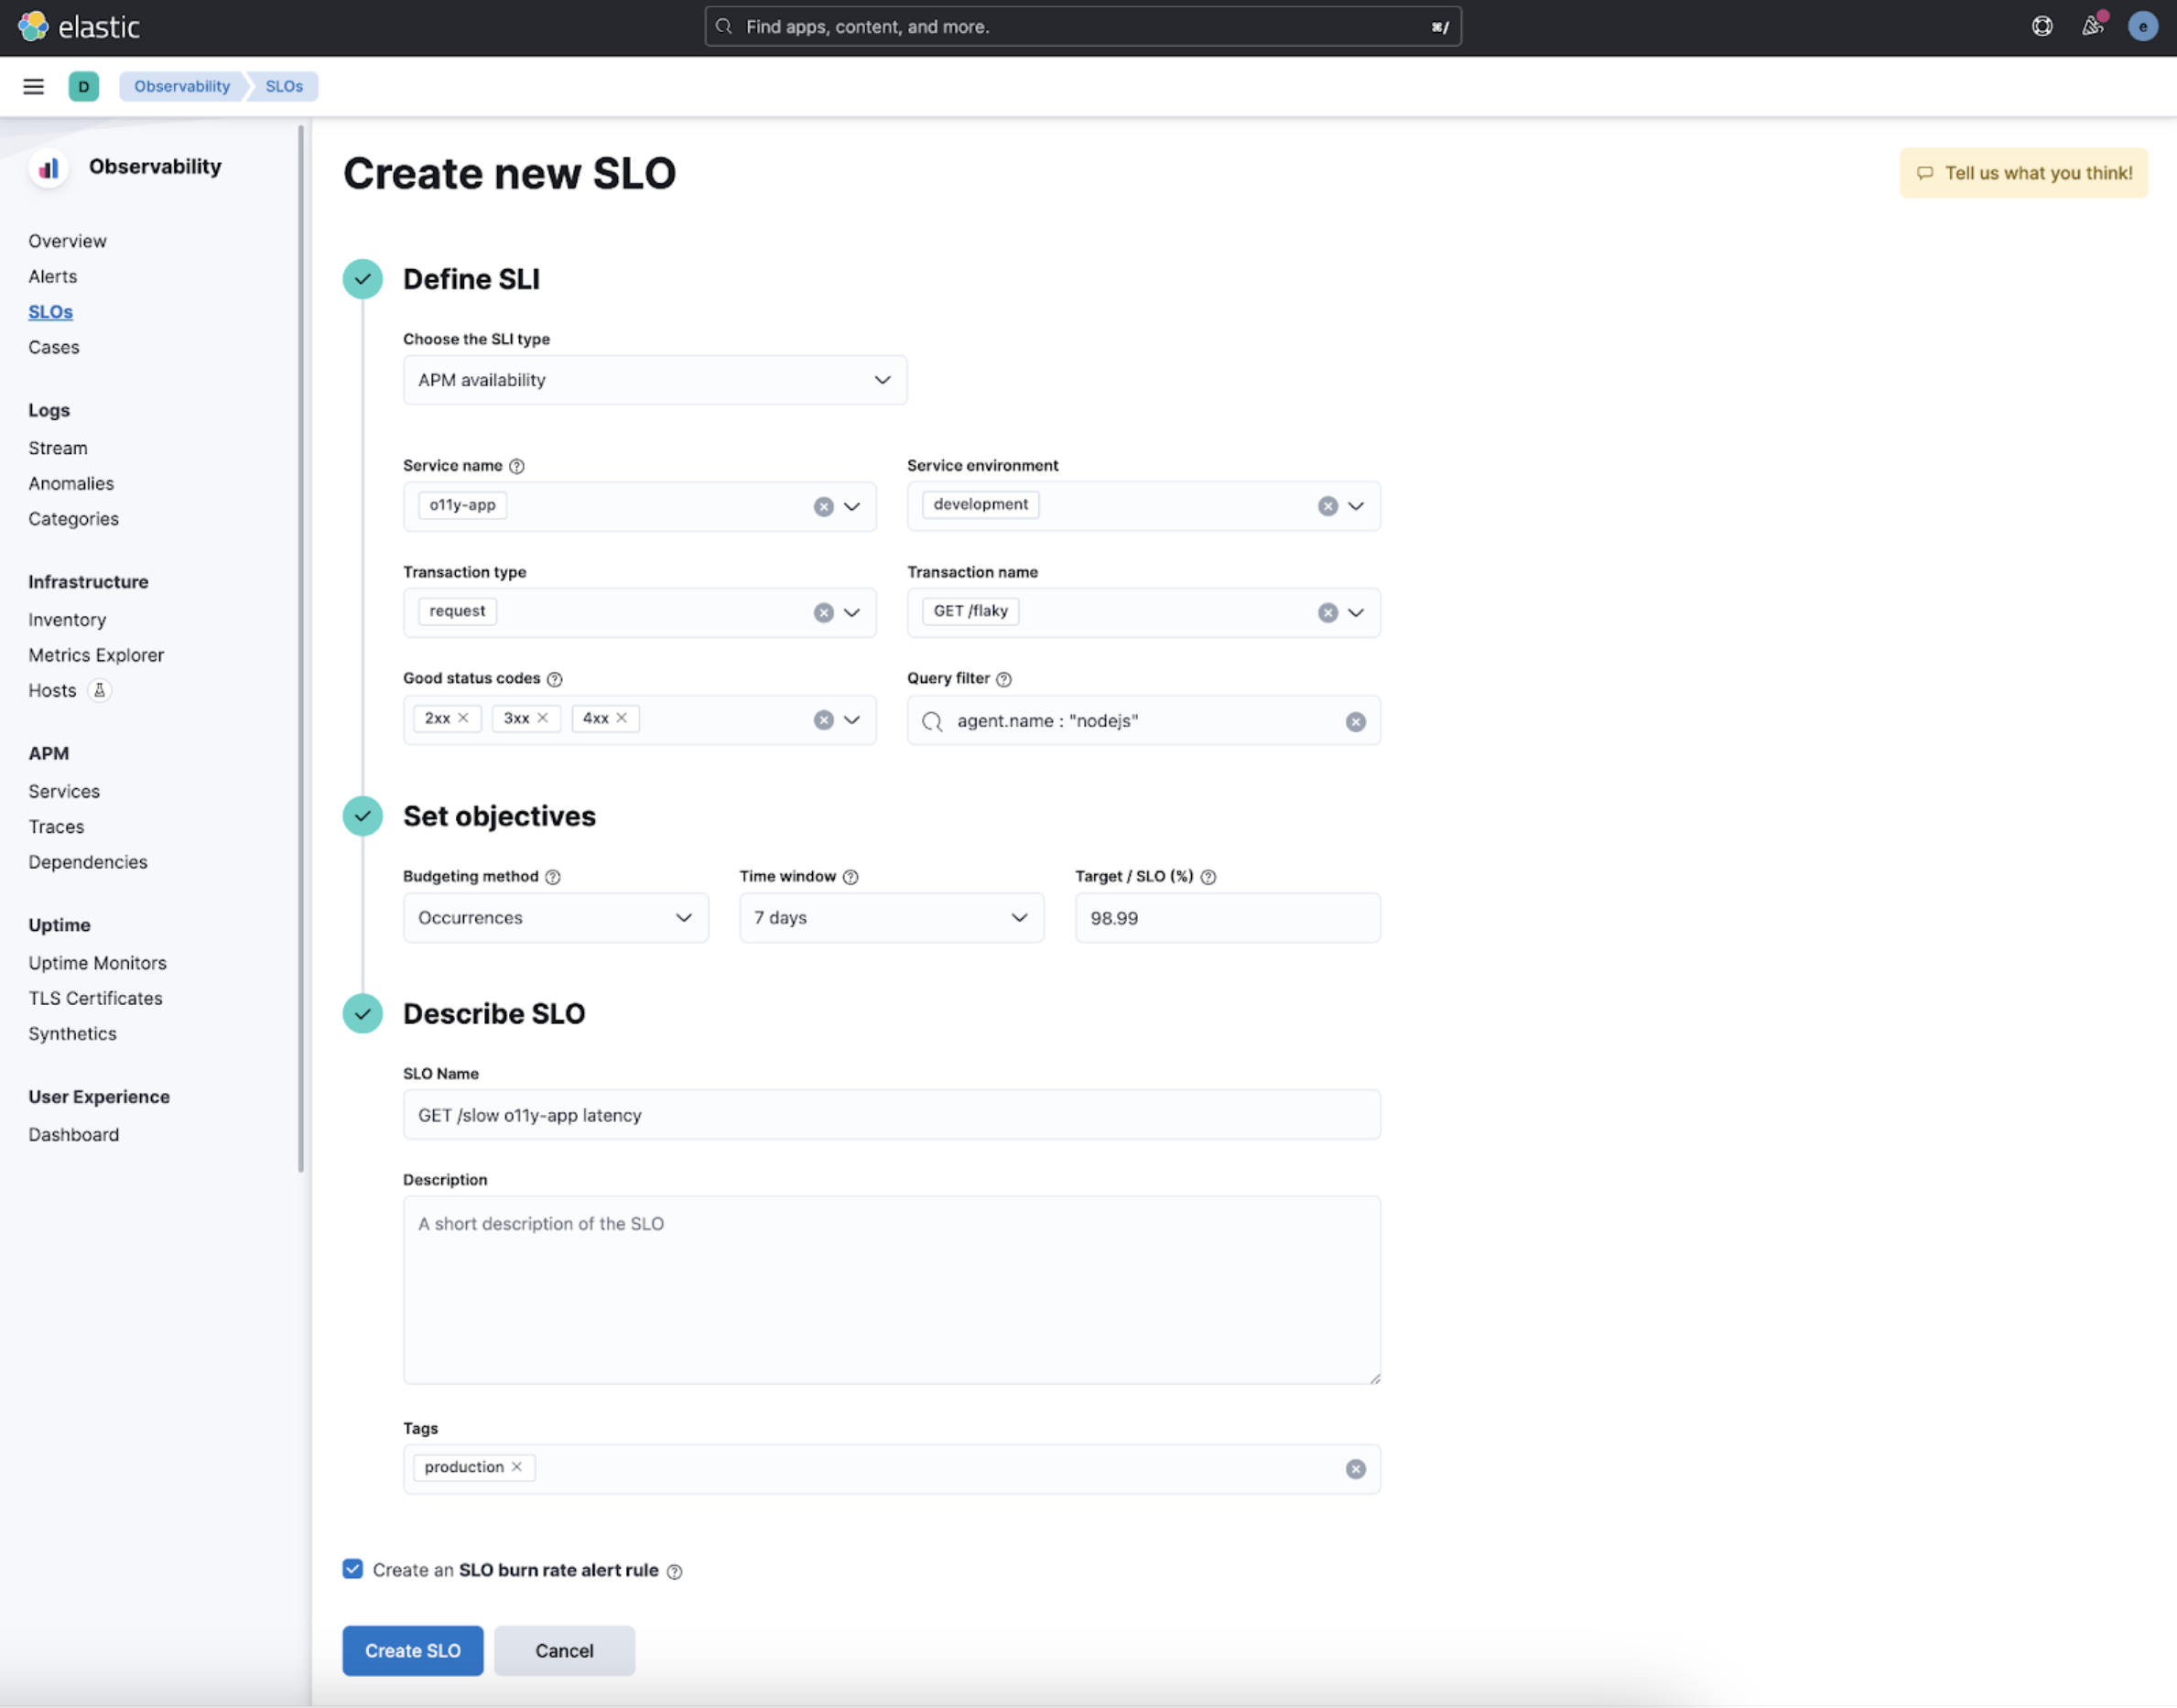 elastic
Find apps, content, and more.
⌘/
e
D
Observability
SLOs
Observability
Overview
Alerts
SLOs
Cases
Logs
Stream
Anomalies
Categories
Infrastructure
Inventory
Metrics Explorer
Hosts
APM
Services
Traces
Dependencies
Uptime
Uptime Monitors
TLS Certificates
Synthetics
User Experience
Dashboard
Create new SLO
Tell us what you think!
Define SLI
Choose the SLI type
APM availability
Service name
Service environment
o11y-app
development
Transaction type
Transaction name
request
GET /flaky
Good status codes
Query filter
2xx
3xx
4xx
agent.name : "nodejs"
Set objectives
Budgeting method
Time window
Target / SLO (%)
Occurrences
7 days
98.99
Describe SLO
SLO Name
GET /slow o11y-app latency
Description
A short description of the SLO
Tags
production
Create an SLO burn rate alert rule
Create SLO
Cancel